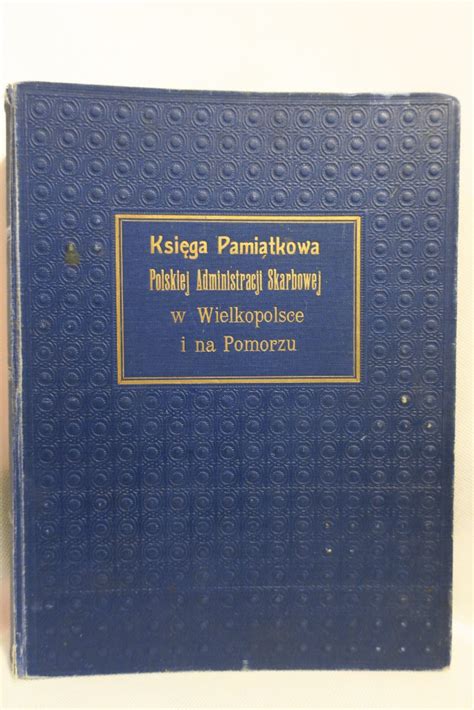 Księga Pamiątkowa
Polskiej Administracji Skarbowej
w Wielkopolsce
i na Pomorzu